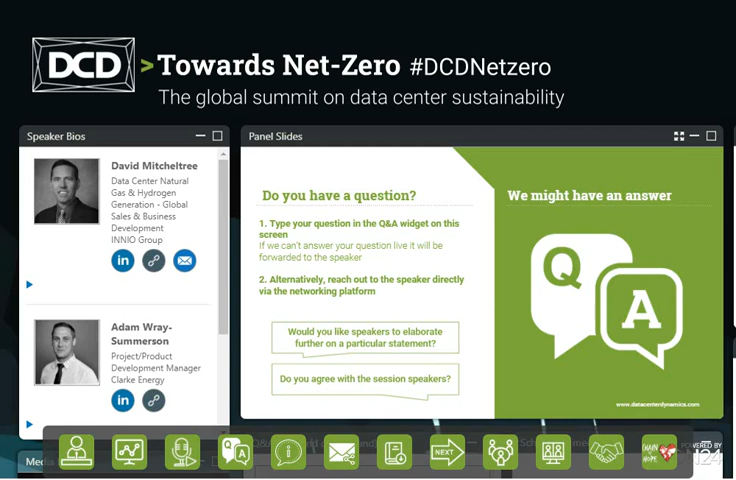 DCD
> Towards Net-Zero #DCDNetzero
The global summit on data center sustainability
Speaker Bios
David Mitcheltree
Data Center Natural
Gas & Hydrogen
Generation - Global
Sales & Business
Development
INNIO Group
in
Adam Wray-
Summerson
Project/Product
Development Manager
Clarke Energy
in
Panel Slides
Do you have a question?
1. Type your question in the Q&A widget on this
screen
If we can't answer your question live it will be
forwarded to the speaker
2. Alternatively, reach out to the speaker directly
via the networking platform
Would you like speakers to elaborate
further on a particular statement?
Do you agree with the session speakers?
We might have an answer
Q
A
www.datacenterdynamics.com
Q
A
NEXT
POWERED BY